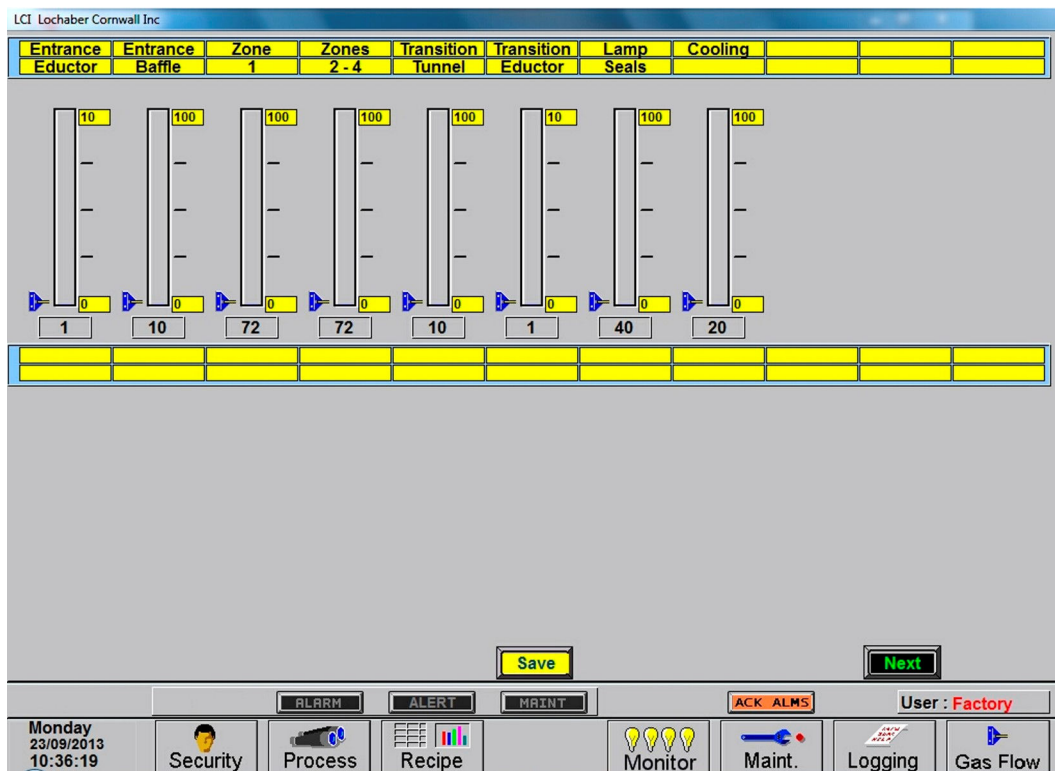 LCI Lochaber Cornwall Inc
Entrance Entrance Zone Zones Transition Transition Lamp Cooling
Eductor Baffle 1 2 - 4 Tunnel Eductor Seals
10 100 100 100 100 10 100 100
0 0 0 0 0 0 0 0
1 10 72 72 10 1 40 20
Save Next
ALARM ALERT MAINT ACK ALMS User : Factory
Monday
23/09/2013
10:36:19
Security Process Recipe Monitor Maint. Logging Gas Flow